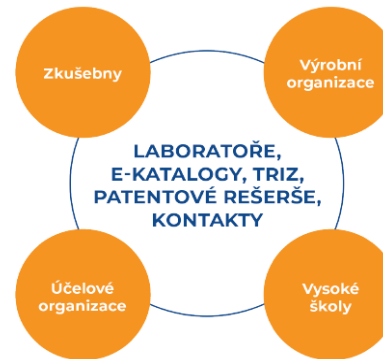 Zkušebny
Výrobní
organizace
LABORATOŘE,
E-KATALOGY, TRIZ,
PATENTOVÉ REŠERŠE,
KONTAKTY
Účelové
organizace
Vysoké
školy